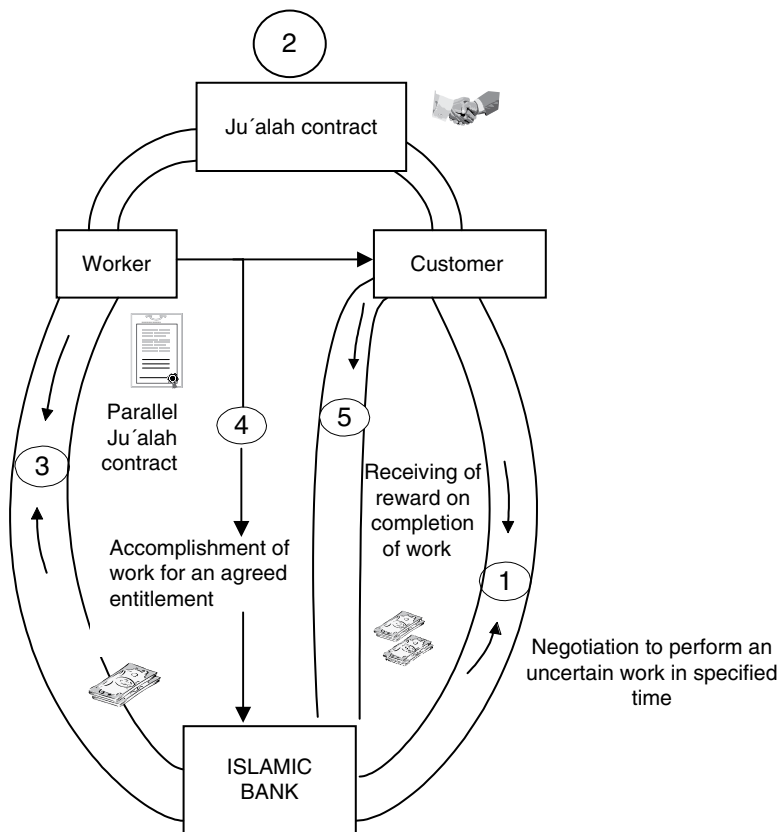 2
Ju´alah contract
Worker
Customer
Parallel
Ju´alah
contract
3
4
5
Receiving of
reward on
completion
of work
Accomplishment of
work for an agreed
entitlement
1
Negotiation to perform an
uncertain work in specified
time
ISLAMIC
BANK